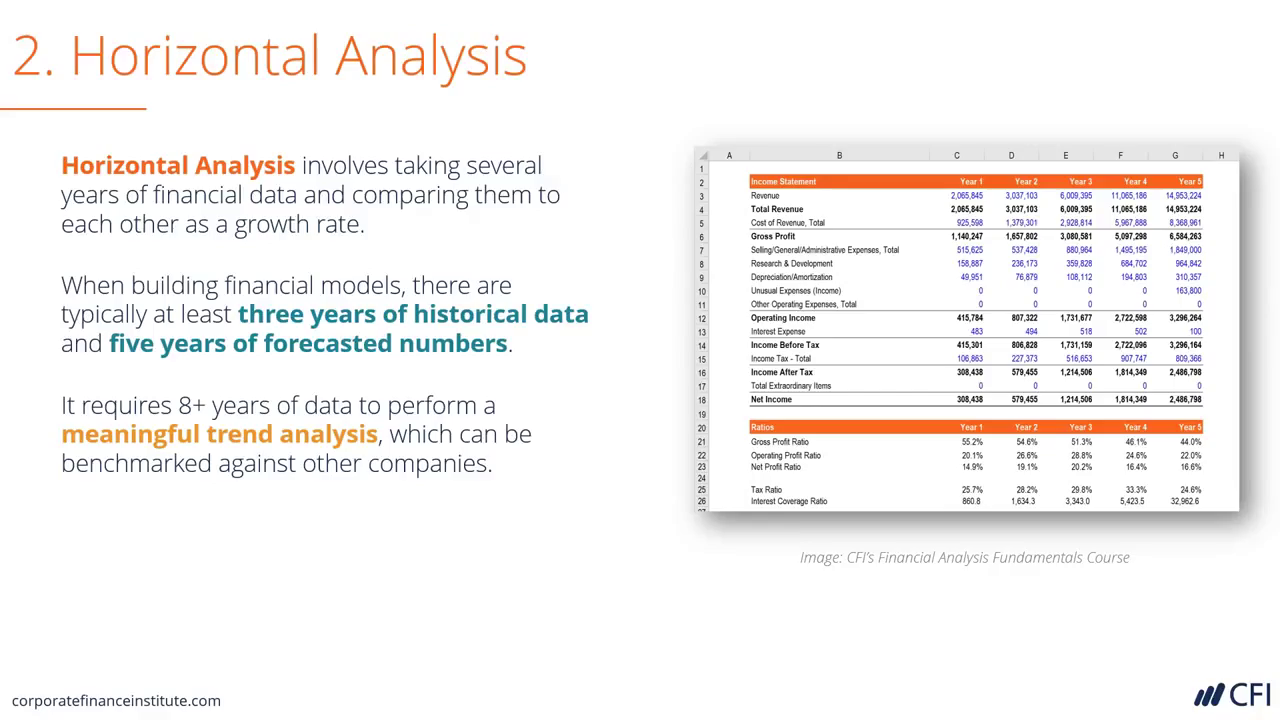 2. Horizontal Analysis
Horizontal Analysis involves taking several
years of financial data and comparing them to
each other as a growth rate.
When building financial models, there are
typically at least three years of historical data
and five years of forecasted numbers.
It requires 8+ years of data to perform a
meaningful trend analysis, which can be
benchmarked against other companies.
A B C D E F G H
1
2 Income Statement Year 1 Year 2 Year 3 Year 4 Year 5
3 Revenue 2,065,845 3,037,103 6,009,395 11,065,186 14,953,224
4 Total Revenue 2,065,845 3,037,103 6,009,395 11,065,186 14,953,224
5 Cost of Revenue, Total 925,598 1,379,301 2,928,814 5,967,888 8,368,961
6 Gross Profit 1,140,247 1,657,802 3,080,581 5,097,298 6,584,263
7 Selling/General/Administrative Expenses, Total 515,625 537,428 880,964 1,495,195 1,849,000
8 Research & Development 158,887 236,173 359,828 684,702 964,842
9 Depreciation/Amortization 49,951 76,879 108,112 194,803 310,357
10 Unusual Expenses (Income) 0 0 0 0 163,800
11 Other Operating Expenses, Total 0 0 0 0 0
12 Operating Income 415,784 807,322 1,731,677 2,722,598 3,296,264
13 Interest Expense 483 494 518 502 100
14 Income Before Tax 415,301 806,828 1,731,159 2,722,096 3,296,164
15 Income Tax - Total 106,863 227,373 516,653 907,747 809,366
16 Income After Tax 308,438 579,455 1,214,506 1,814,349 2,486,798
17 Total Extraordinary Items 0 0 0 0 0
18 Net Income 308,438 579,455 1,214,506 1,814,349 2,486,798
19
20 Ratios Year 1 Year 2 Year 3 Year 4 Year 5
21 Gross Profit Ratio 55.2% 54.6% 51.3% 46.1% 44.0%
22 Operating Profit Ratio 20.1% 26.6% 28.8% 24.6% 22.0%
23 Net Profit Ratio 14.9% 19.1% 20.2% 16.4% 16.6%
24
25 Tax Ratio 25.7% 28.2% 29.8% 33.3% 24.6%
26 Interest Coverage Ratio 860.8 1,634.3 3,343.0 5,423.5 32,962.6
Image: CFI's Financial Analysis Fundamentals Course
corporatefinanceinstitute.com
CFI